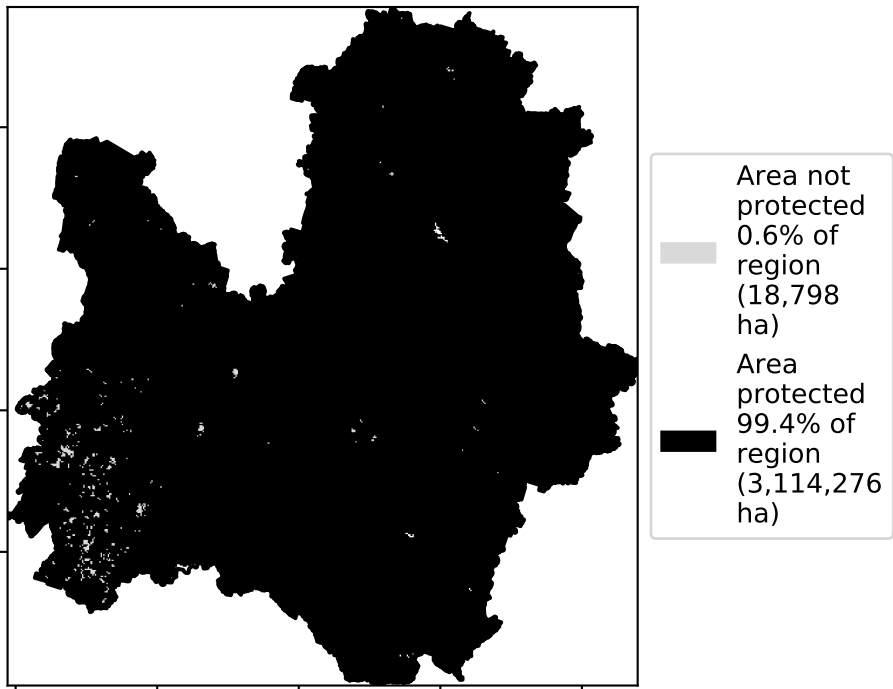 Area not
protected
0.6% of
region
(18,798
ha)
Area
protected
99.4% of
region
(3,114,276
ha)